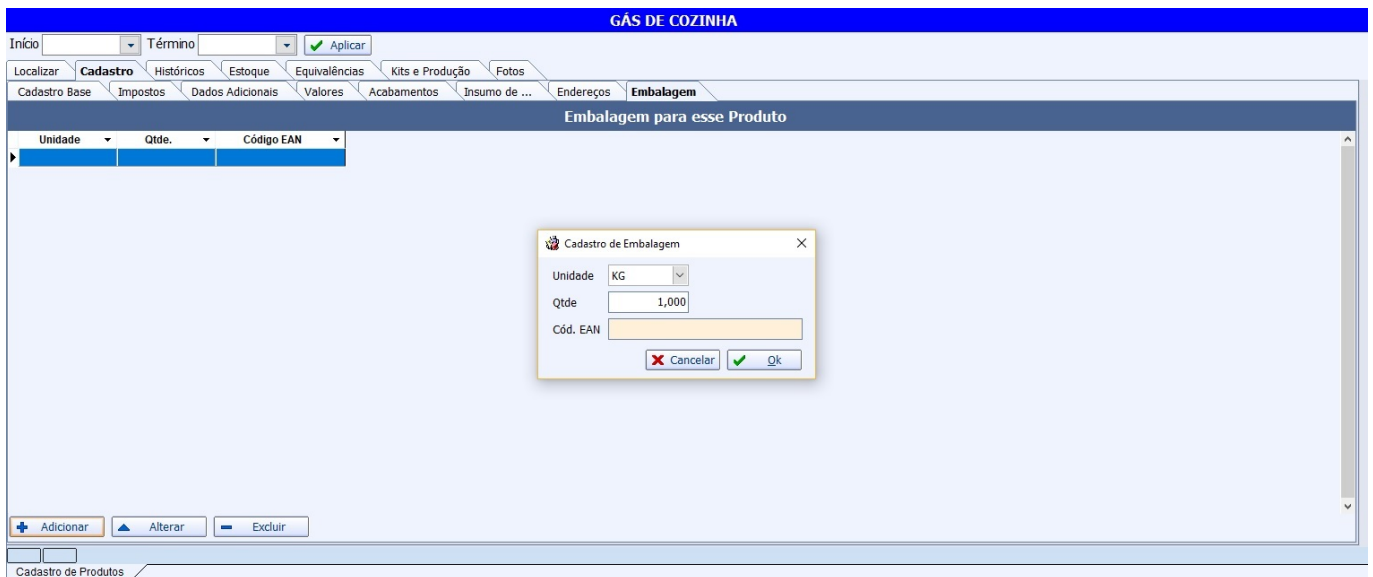 GÁS DE COZINHA
Início Término Aplicar
Localizar Cadastro Históricos Estoque Equivalências Kits e Produção Fotos
Cadastro Base Impostos Dados Adicionais Valores Acabamentos Insumo de ... Endereços Embalagem
Embalagem para esse Produto
Unidade Qtde. Código EAN
Cadastro de Embalagem
Unidade KG
Qtde 1,000
Cód. EAN
Cancelar Ok
Adicionar Alterar Excluir
Cadastro de Produtos